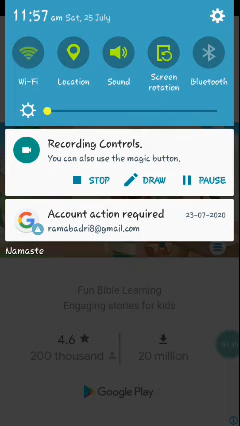 11:57 am Sat, 25 July
Wi-Fi Location Sound Screen rotation Bluetooth
Recording Controls.
You can also use the magic button.
STOP DRAW PAUSE
Account action required 23-07-2020
ramabadri8@gmail.com
Namaste
Fun Bible Learning
Engaging stories for kids
4.6 ★
200 thousand 20 million
Google Play